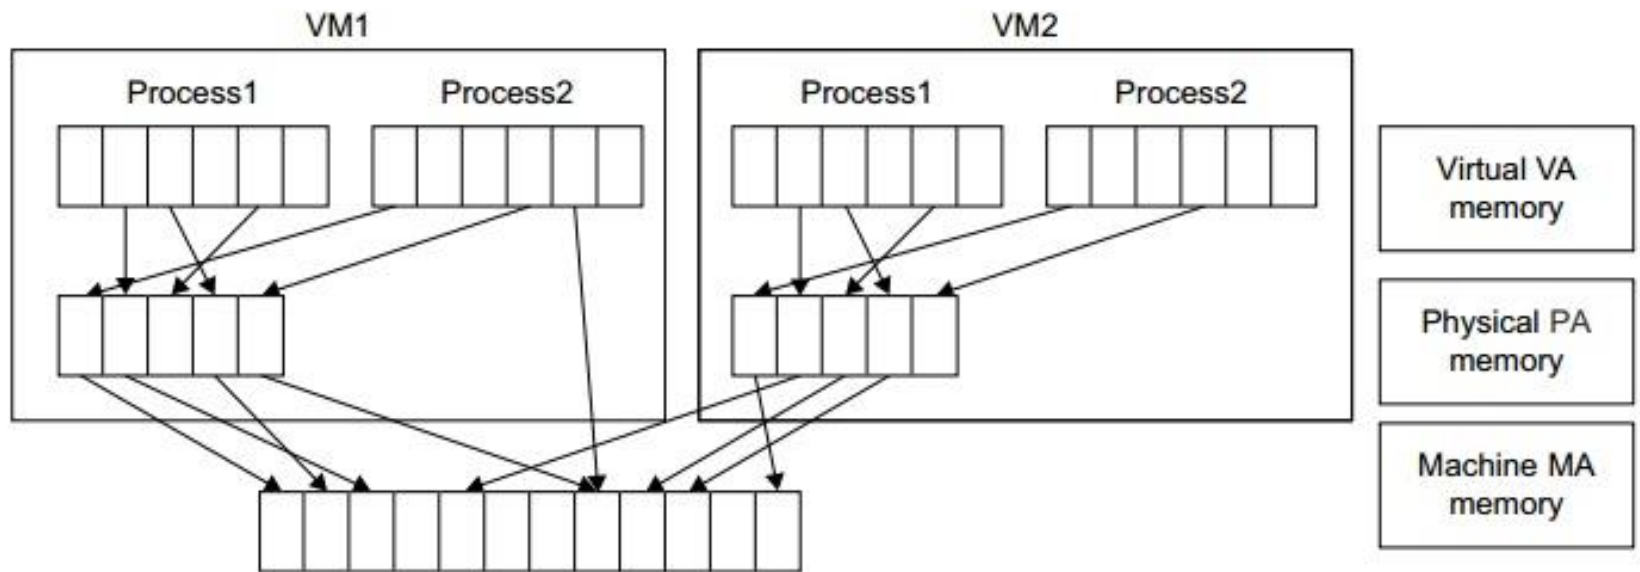 VM1
VM2
Process1
Process2
Process1
Process2
Virtual VA
memory
Physical PA
memory
Machine MA
memory